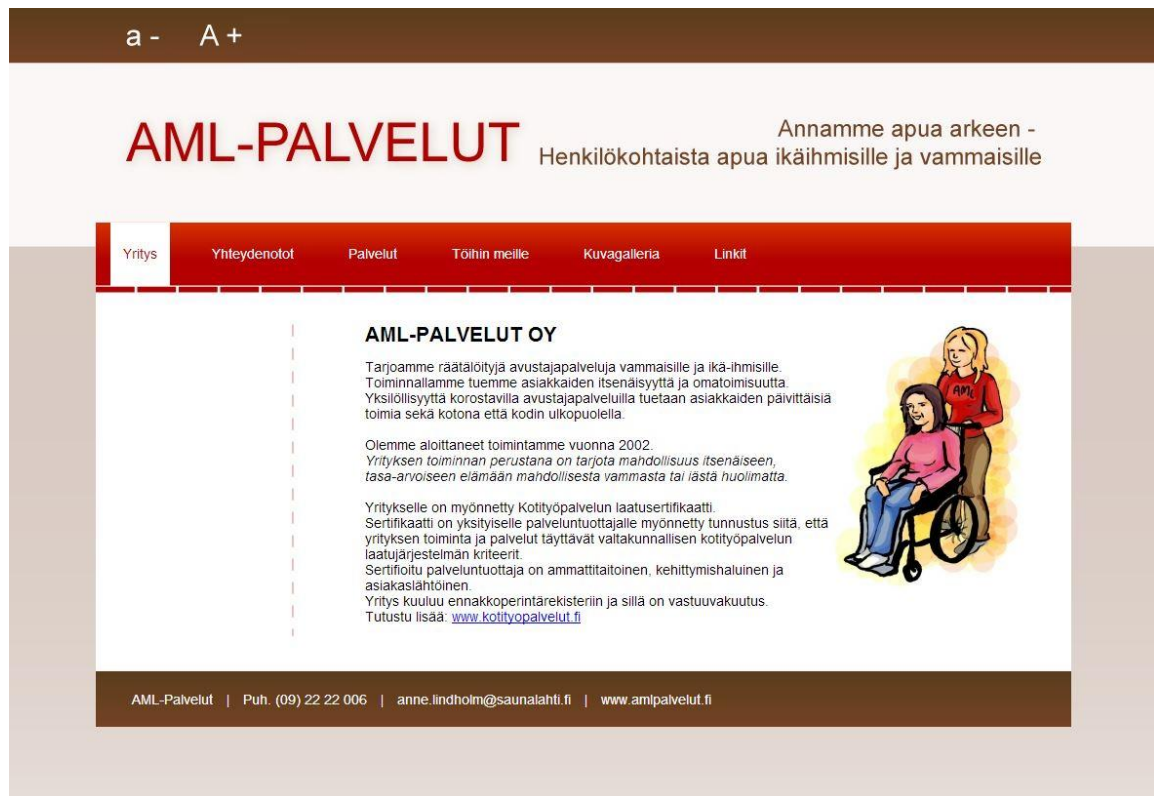 a - A +
AML-PALVELUT
Annamme apua arkeen -
Henkilökohtaista apua ikäihmisille ja vammaisille
Yritys Yhteydenotot Palvelut Töihin meille Kuvagalleria Linkit
AML-PALVELUT OY
Tarjoamme räätälöityjä avustajapalveluja vammaisille ja ikä-ihmisille.
Toiminnallamme tuemme asiakkaiden itsenäisyyttä ja omatoimisuutta.
Yksilöllisyyttä korostavilla avustajapalveluilla tuetaan asiakkaiden päivittäisiä
toimia sekä kotona että kodin ulkopuolella.
Olemme aloittaneet toimintamme vuonna 2002.
Yrityksen toiminnan perustana on tarjota mahdollisuus itsenäiseen,
tasa-arvoiseen elämään mahdollisesta vammasta tai iästä huolimatta.
Yritykselle on myönnetty Kotityöpalvelun laatusertifikaatti.
Sertifikaatti on yksityiselle palveluntuottajalle myönnetty tunnustus siitä, että
yrityksen toiminta ja palvelut täyttävät valtakunnallisen kotityöpalvelun
laatujärjestelmän kriteerit.
Sertifioitu palveluntuottaja on ammattitaitoinen, kehittymishaluinen ja
asiakaslähtöinen.
Yritys kuuluu ennakkoperintärekisteriin ja sillä on vastuuvakuutus.
Tutustu lisää: www.kotityopalvelut.fi
AML
AML-Palvelut | Puh. (09) 22 22 006 | anne.lindholm@saunalahti.fi | www.amlpalvelut.fi